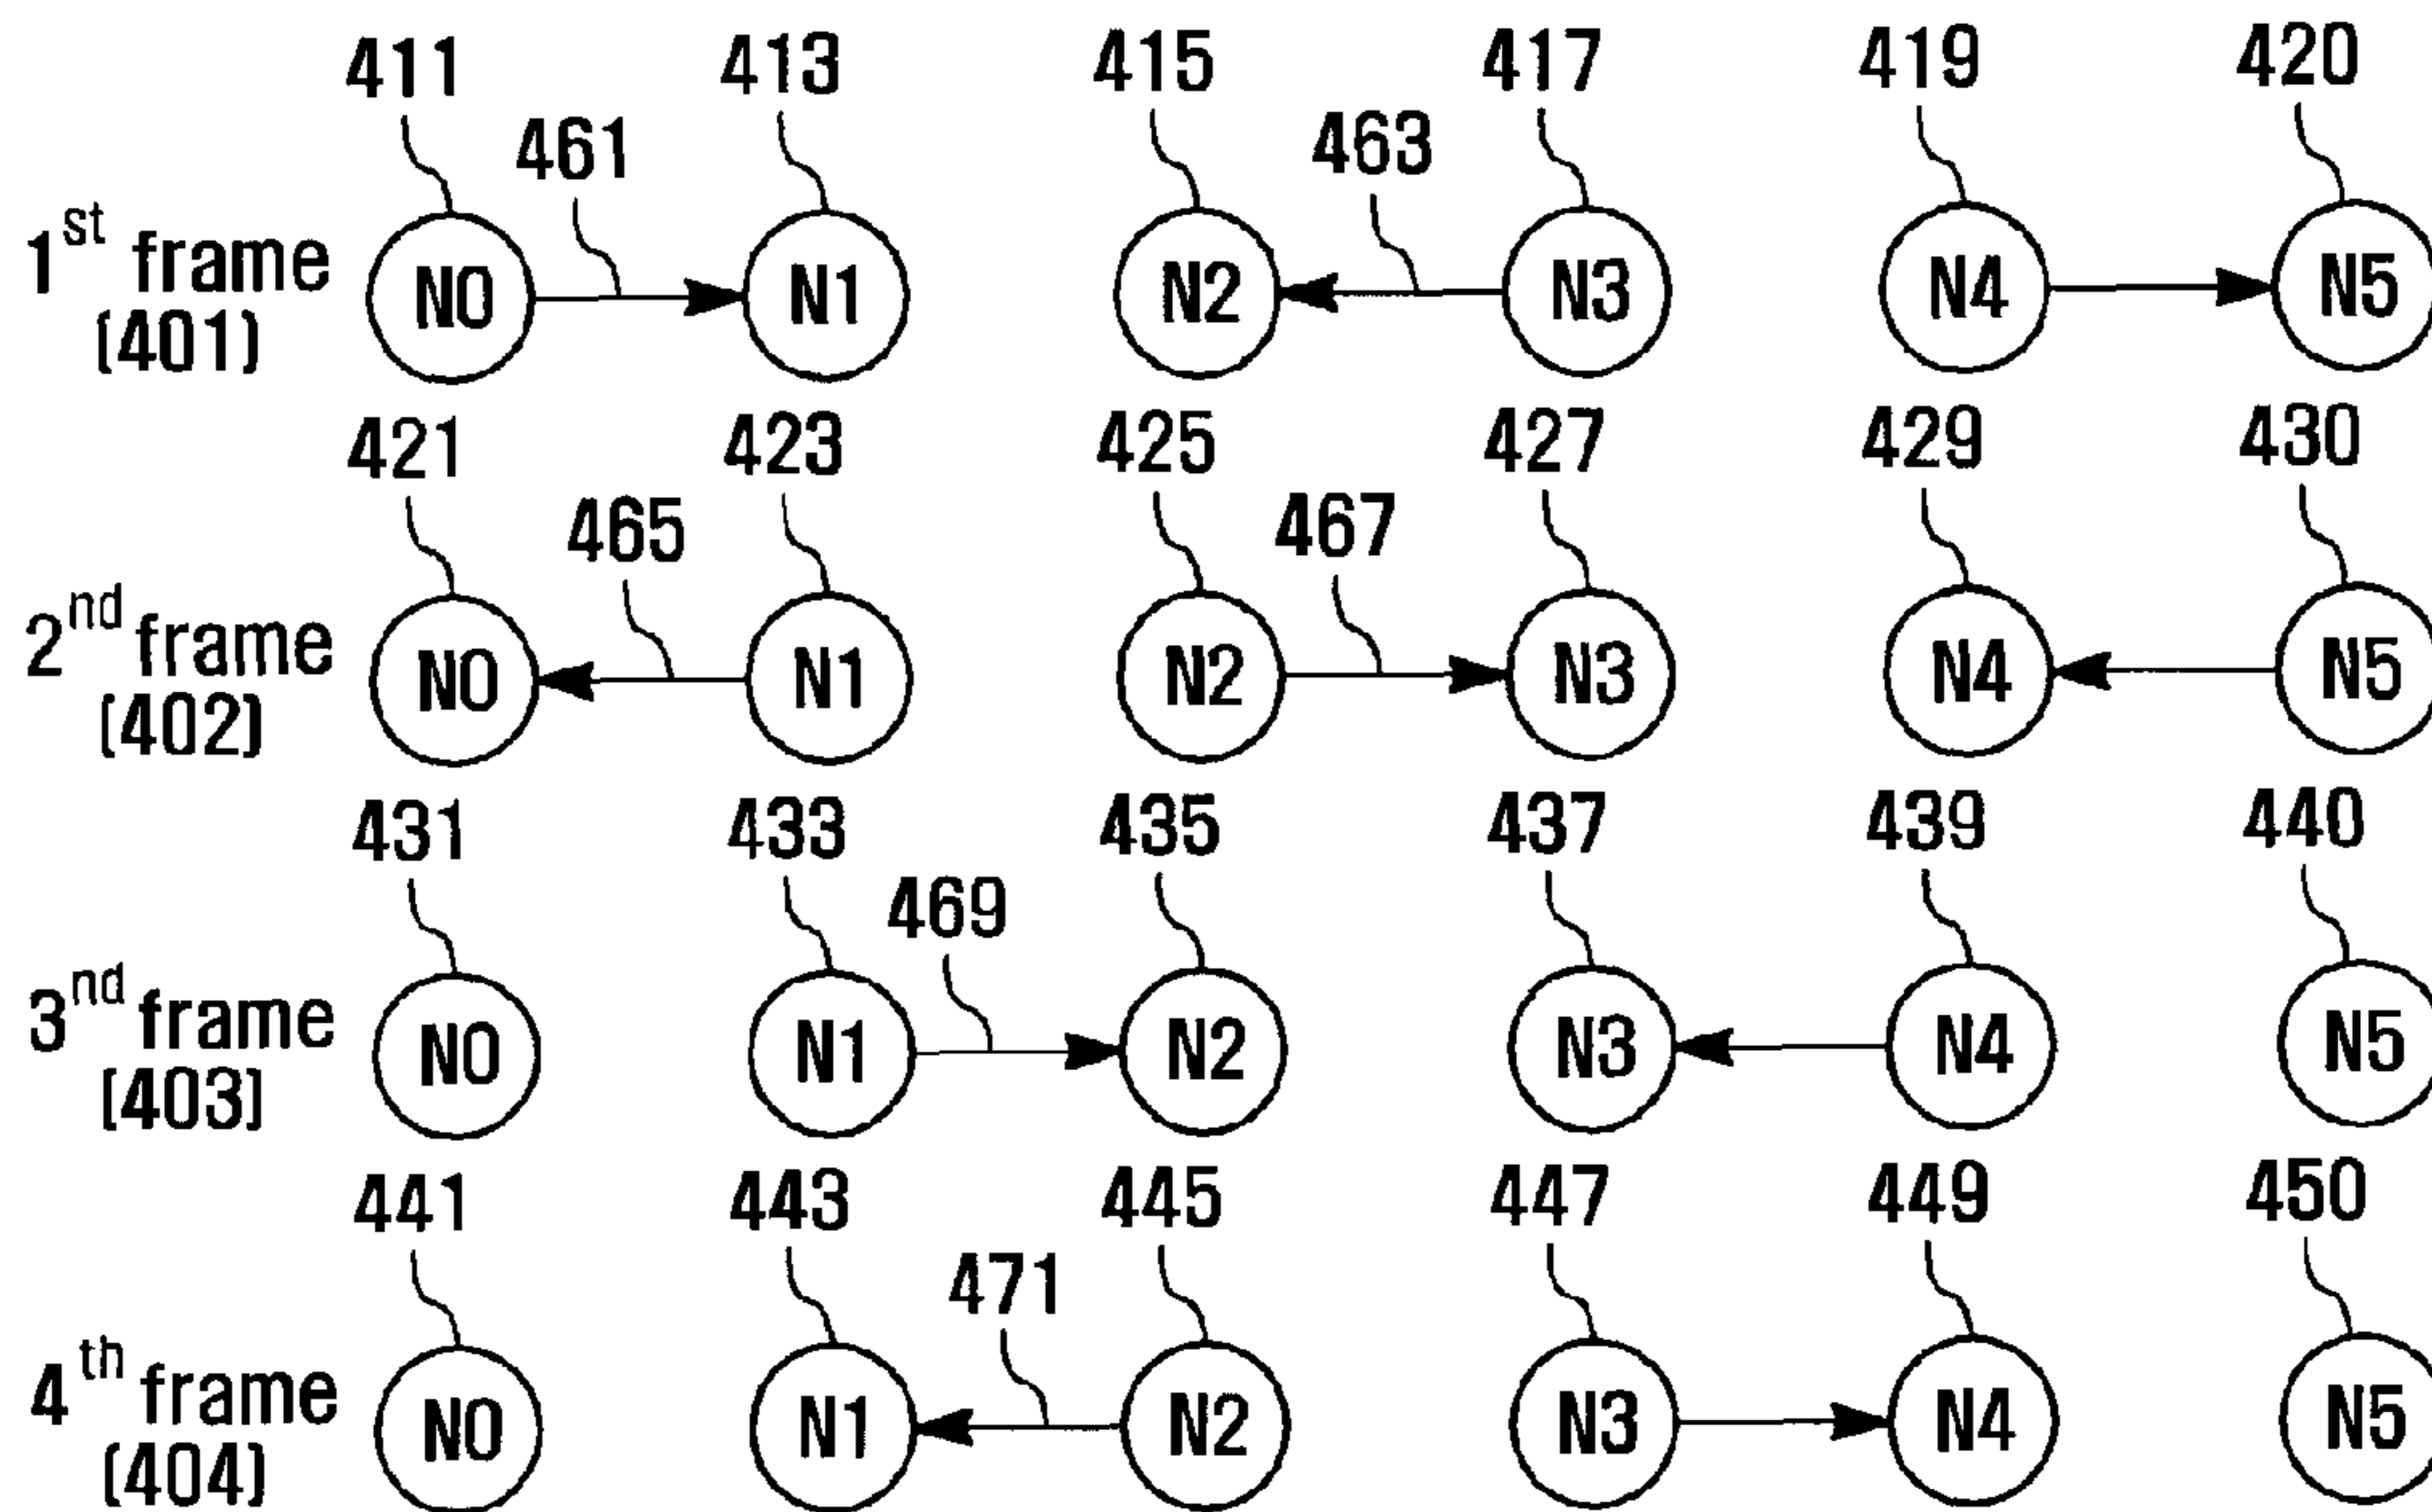 411 413 415 417 419 420
461 463
1st frame
(401)
N0 N1 N2 N3 N4 N5
421 423 425 427 429 430
465 467
2nd frame
(402)
N0 N1 N2 N3 N4 N5
431 433 435 437 439 440
469
3nd frame
(403)
N0 N1 N2 N3 N4 N5
441 443 445 447 449 450
471
4th frame
(404)
N0 N1 N2 N3 N4 N5